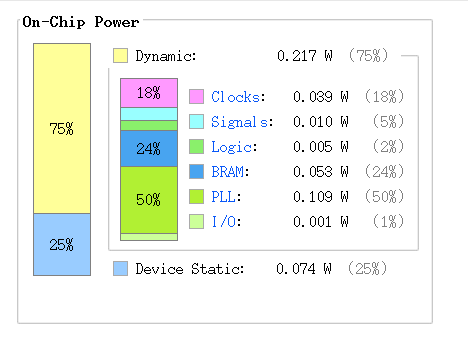 On-Chip Power
Dynamic: 0.217 W (75%)
18%
Clocks: 0.039 W (18%)
Signals: 0.010 W (5%)
75%
Logic: 0.005 W (2%)
24%
BRAM: 0.053 W (24%)
50%
PLL: 0.109 W (50%)
I/O: 0.001 W (1%)
25%
Device Static: 0.074 W (25%)